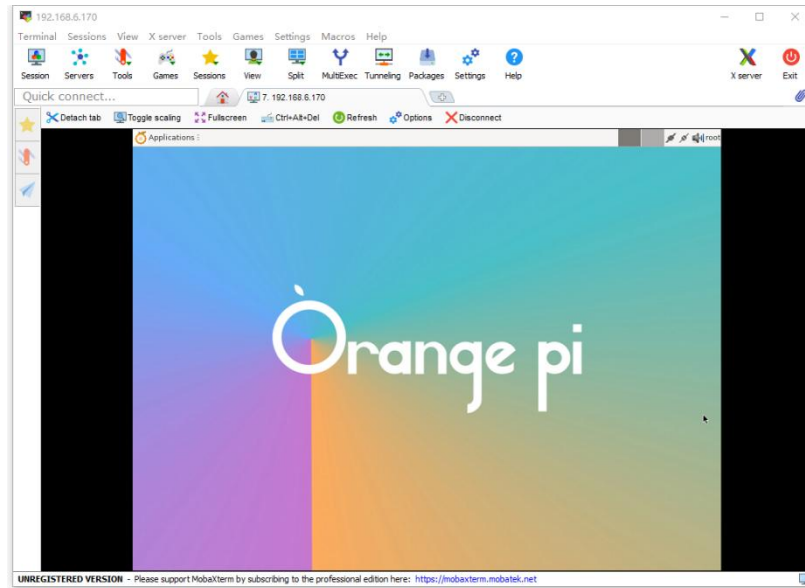 192.168.6.170
Terminal Sessions View X server Tools Games Settings Macros Help
Session Servers Tools Games Sessions View Split MultiExec Tunneling Packages Settings Help X server Exit
Quick connect... 7. 192.168.6.170
Detach tab Toggle scaling Fullscreen Ctrl+Alt+Del Refresh Options Disconnect
Applications root
Orange pi
UNREGISTERED VERSION - Please support MobaXterm by subscribing to the professional edition here: https://mobaxterm.mobatek.net